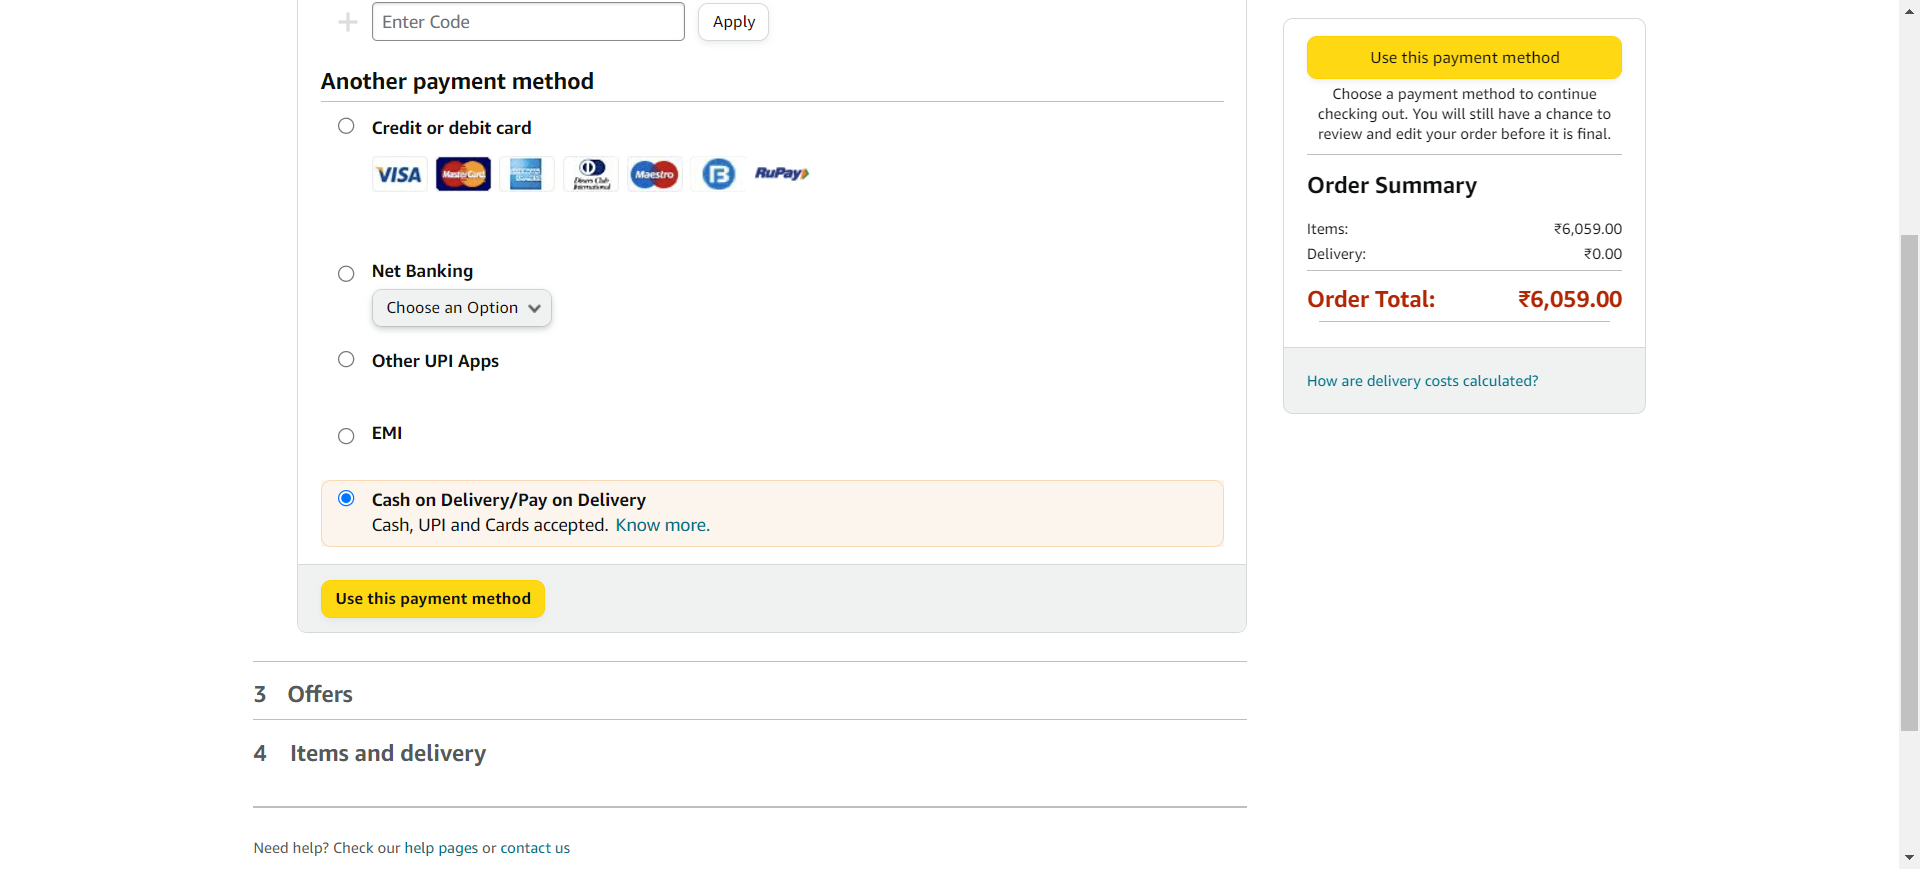 Enter Code
Apply
Another payment method
Credit or debit card
VISA
MasterCard
AMERICAN EXPRESS
Diners Club International
Maestro
B
RuPay
Net Banking
Choose an Option
Other UPI Apps
EMI
Cash on Delivery/Pay on Delivery
Cash, UPI and Cards accepted. Know more.
Use this payment method
3 Offers
4 Items and delivery
Need help? Check our help pages or contact us
Use this payment method
Choose a payment method to continue
checking out. You will still have a chance to
review and edit your order before it is final.
Order Summary
Items: ₹6,059.00
Delivery: ₹0.00
Order Total: ₹6,059.00
How are delivery costs calculated?